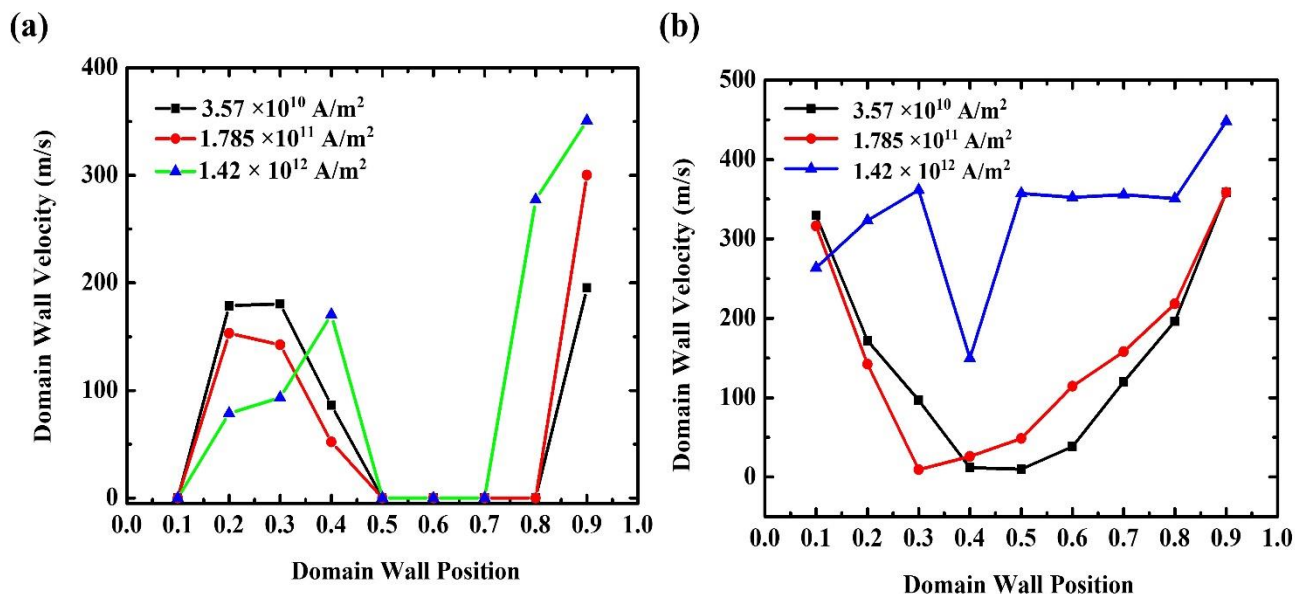 (a)
400
300
200
100
0
Domain Wall Velocity (m/s)
3.57 ×10¹⁰ A/m²
1.785 ×10¹¹ A/m²
1.42 × 10¹² A/m²
0.0 0.1 0.2 0.3 0.4 0.5 0.6 0.7 0.8 0.9 1.0
Domain Wall Position
(b)
500
400
300
200
100
0
Domain Wall Velocity (m/s)
3.57 ×10¹⁰ A/m²
1.785 ×10¹¹ A/m²
1.42 × 10¹² A/m²
0.0 0.1 0.2 0.3 0.4 0.5 0.6 0.7 0.8 0.9 1.0
Domain Wall Position